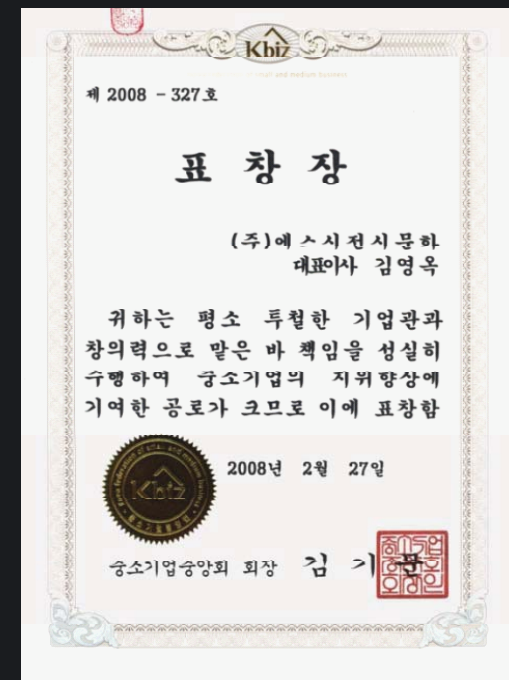 Kbiz
제 2008 - 327호
표 창 장
(주)에스시전시문화
대표이사 김영옥
귀하는 평소 투철한 기업관과
창의력으로 맡은 바 책임을 성실히
수행하여 중소기업의 지위향상에
기여한 공로가 크므로 이에 표창함
2008년 2월 27일
Kbiz
중소기업중앙회 회장 김기문